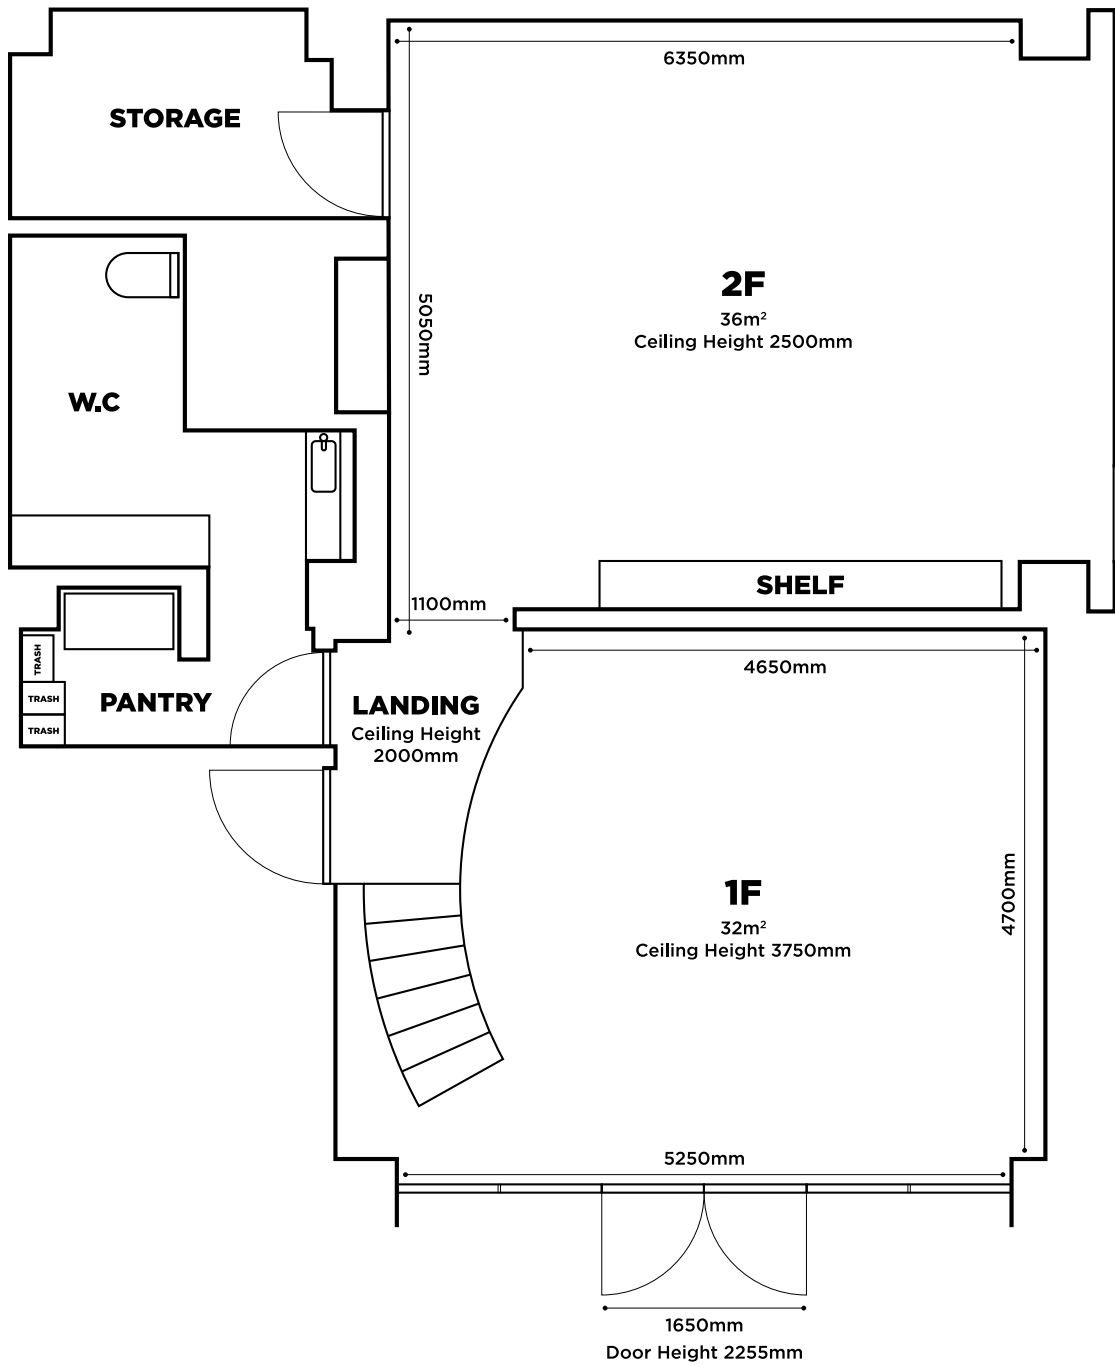 6350mm
STORAGE
2F
36m²
Ceiling Height 2500mm
5050mm
W.C
SHELF
1100mm
TRASH
TRASH
TRASH
PANTRY
LANDING
Ceiling Height
2000mm
4650mm
1F
32m²
Ceiling Height 3750mm
4700mm
5250mm
1650mm
Door Height 2255mm